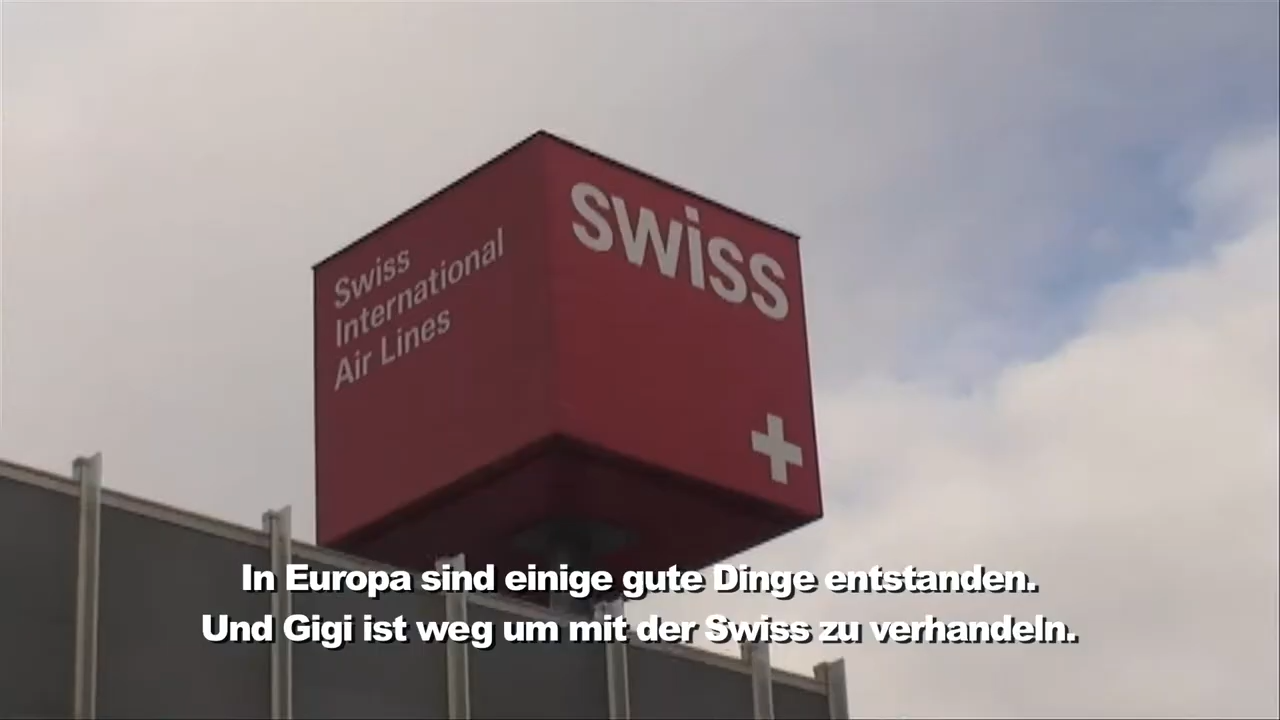 Swiss
International
Air Lines
swiss
In Europa sind einige gute Dinge entstanden.
Und Gigi ist weg um mit der Swiss zu verhandeln.